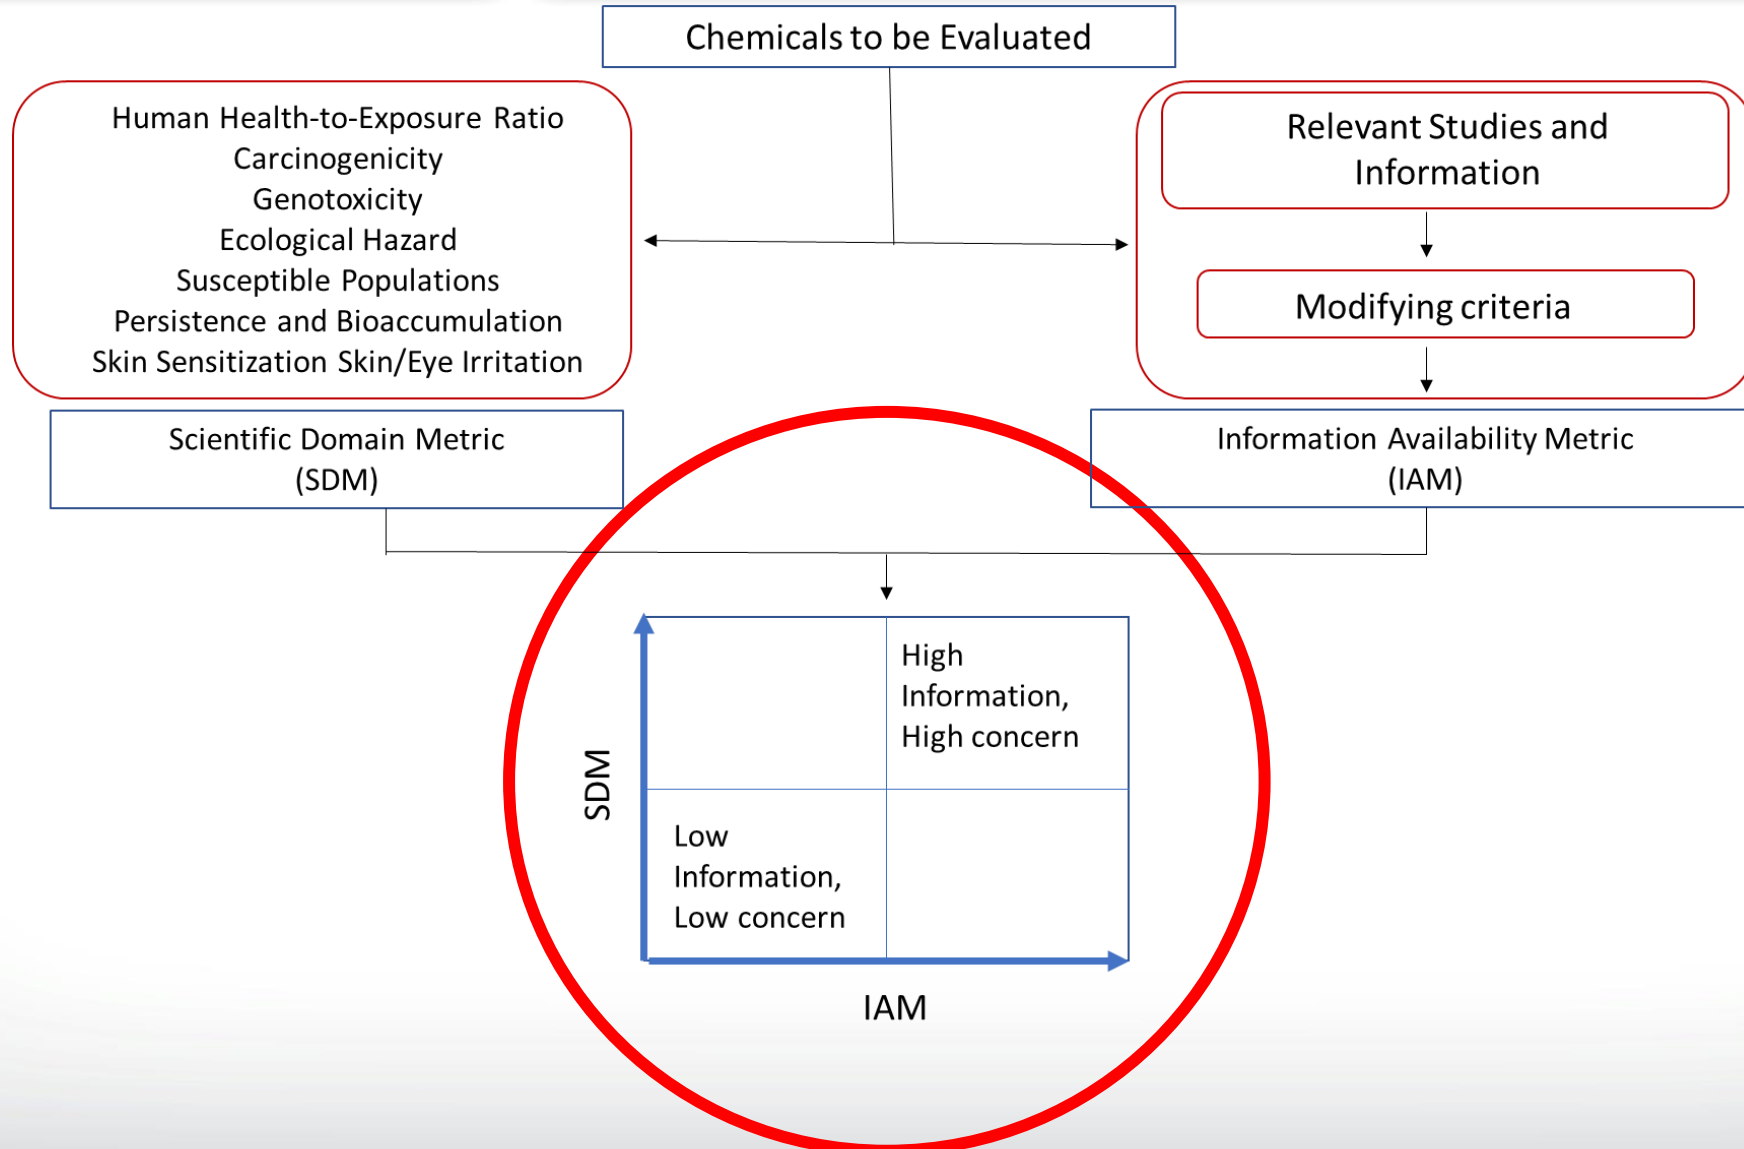 Chemicals to be Evaluated
Human Health-to-Exposure Ratio
Carcinogenicity
Genotoxicity
Ecological Hazard
Susceptible Populations
Persistence and Bioaccumulation
Skin Sensitization Skin/Eye Irritation
Scientific Domain Metric
(SDM)
Relevant Studies and
Information
Modifying criteria
Information Availability Metric
(IAM)
SDM
High
Information,
High concern
Low
Information,
Low concern
IAM